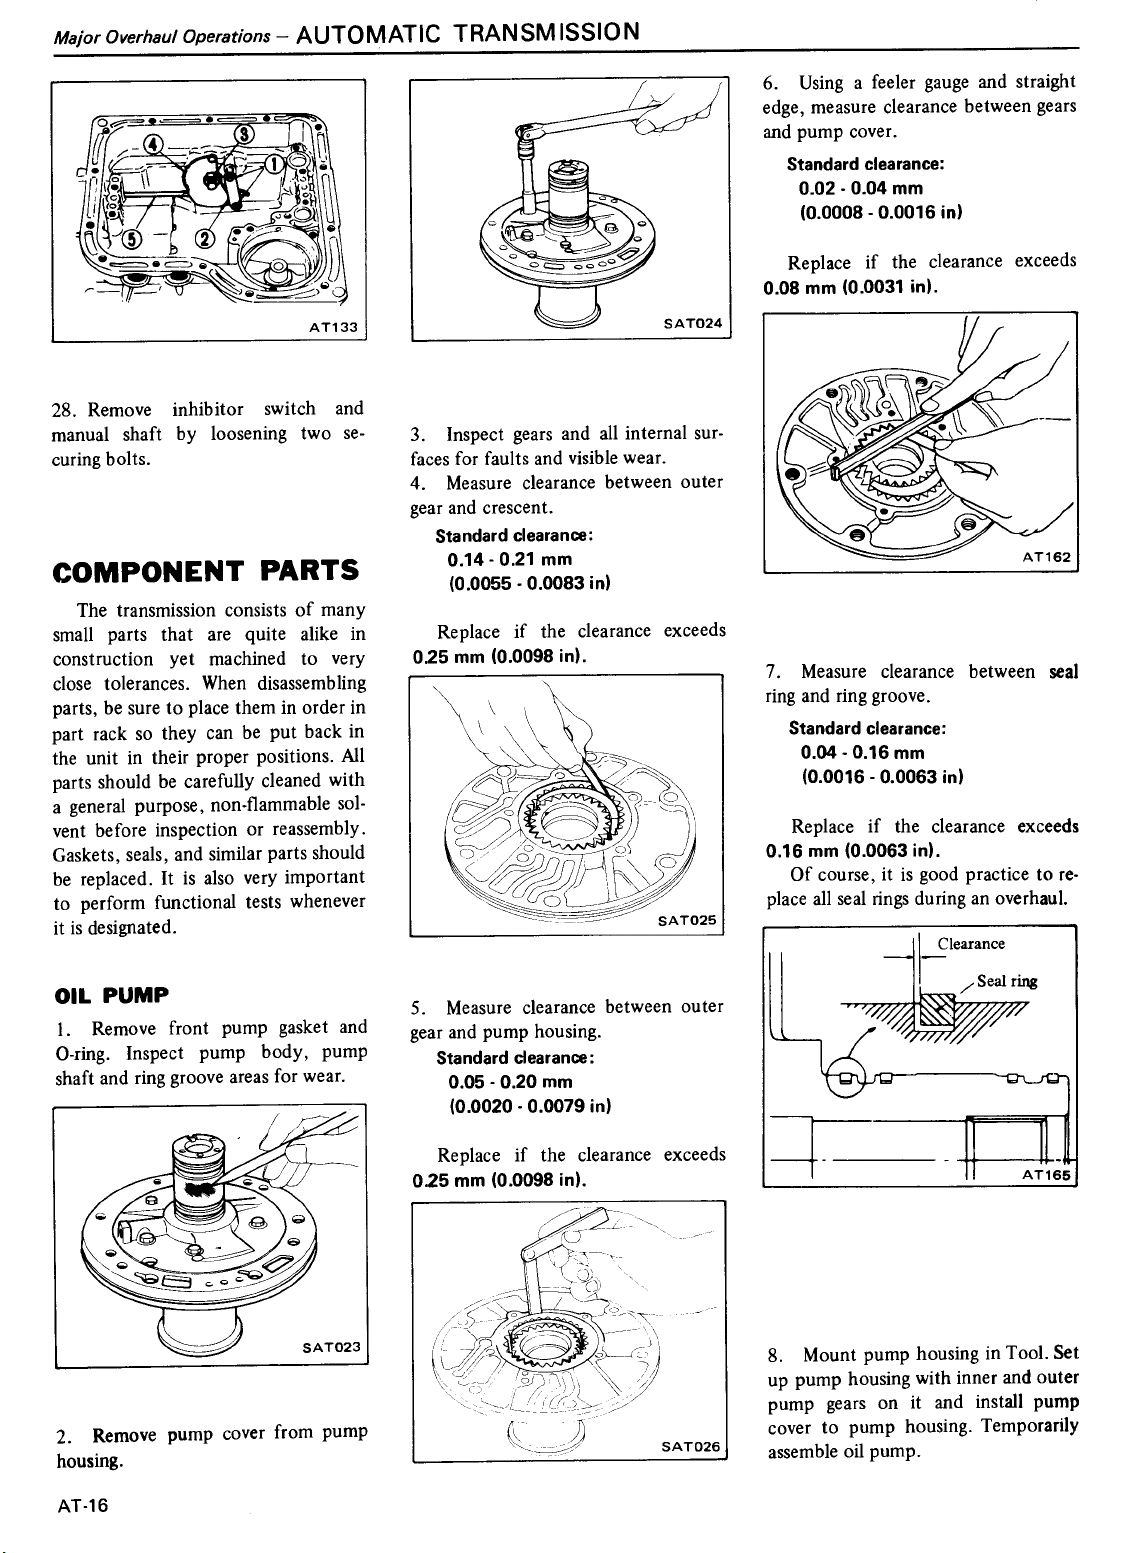 Major Overhaul Operations – AUTOMATIC TRANSMISSION
4
3
1
5
2
AT133
28. Remove inhibitor switch and
manual shaft by loosening two se-
curing bolts.
COMPONENT PARTS
The transmission consists of many
small parts that are quite alike in
construction yet machined to very
close tolerances. When disassembling
parts, be sure to place them in order in
part rack so they can be put back in
the unit in their proper positions. All
parts should be carefully cleaned with
a general purpose, non-flammable sol-
vent before inspection or reassembly.
Gaskets, seals, and similar parts should
be replaced. It is also very important
to perform functional tests whenever
it is designated.
OIL PUMP
1. Remove front pump gasket and
O-ring. Inspect pump body, pump
shaft and ring groove areas for wear.
SAT023
2. Remove pump cover from pump
housing.
SAT024
3. Inspect gears and all internal sur-
faces for faults and visible wear.
4. Measure clearance between outer
gear and crescent.
Standard clearance:
0.14 - 0.21 mm
(0.0055 - 0.0083 in)
Replace if the clearance exceeds
0.25 mm (0.0098 in).
SAT025
5. Measure clearance between outer
gear and pump housing.
Standard clearance:
0.05 - 0.20 mm
(0.0020 - 0.0079 in)
Replace if the clearance exceeds
0.25 mm (0.0098 in).
SAT026
6. Using a feeler gauge and straight
edge, measure clearance between gears
and pump cover.
Standard clearance:
0.02 - 0.04 mm
(0.0008 - 0.0016 in)
Replace if the clearance exceeds
0.08 mm (0.0031 in).
AT162
7. Measure clearance between seal
ring and ring groove.
Standard clearance:
0.04 - 0.16 mm
(0.0016 - 0.0063 in)
Replace if the clearance exceeds
0.16 mm (0.0063 in).
Of course, it is good practice to re-
place all seal rings during an overhaul.
Clearance
Seal ring
AT165
8. Mount pump housing in Tool. Set
up pump housing with inner and outer
pump gears on it and install pump
cover to pump housing. Temporarily
assemble oil pump.
AT-16